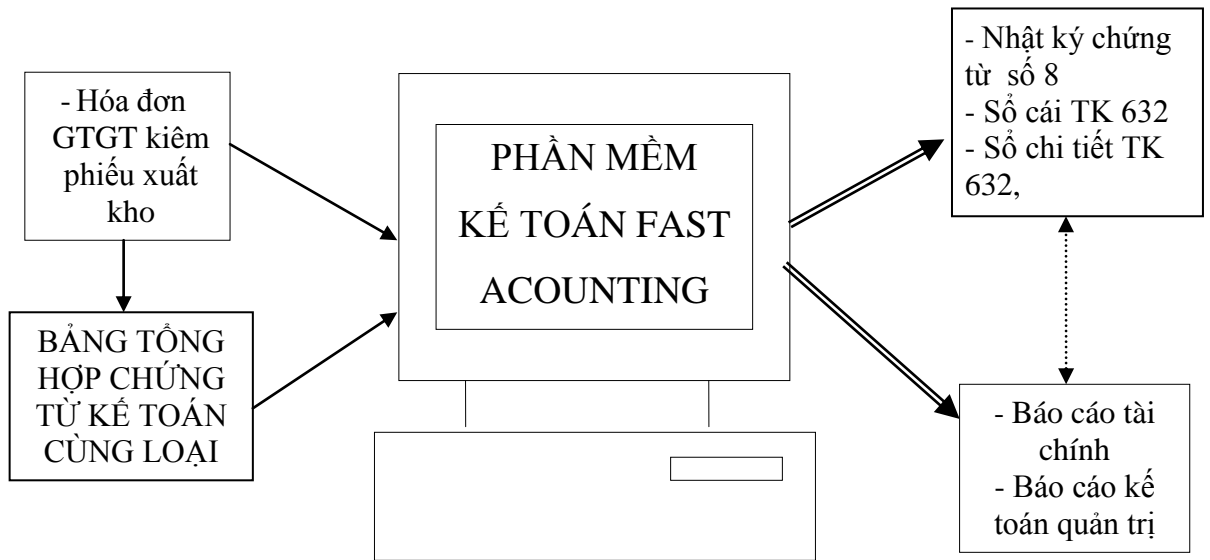 - Hóa đơn
GTGT kiêm
phiếu xuất
kho
BẢNG TỔNG
HỢP CHỨNG
TỪ KẾ TOÁN
CÙNG LOẠI
PHẦN MỀM
KẾ TOÁN FAST
ACOUNTING
- Nhật ký chứng
từ số 8
- Sổ cái TK 632
- Sổ chi tiết TK
632,
- Báo cáo tài
chính
- Báo cáo kế
toán quản trị